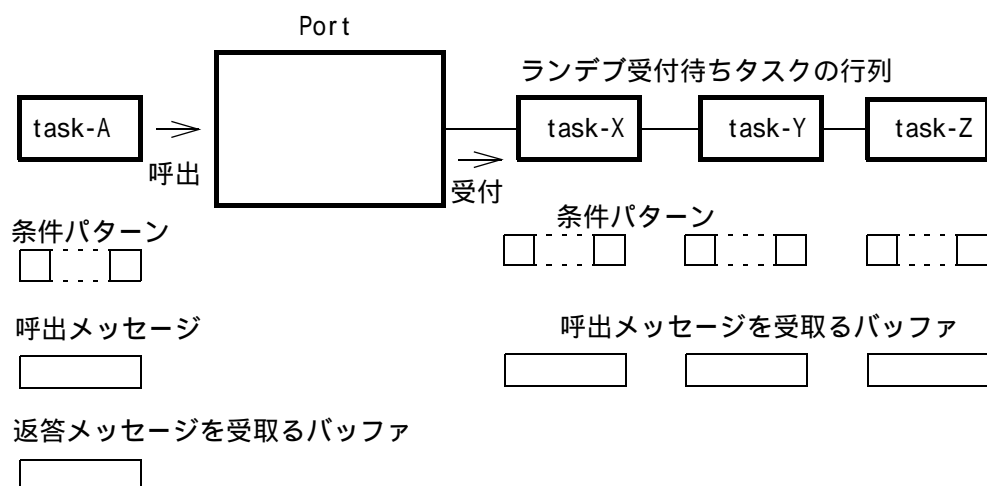 Port
ランデブ受付待ちタスクの行列
task-A
task-X
task-Y
task-Z
呼出
受付
条件パターン
条件パターン
呼出メッセージ
呼出メッセージを受取るバッファ
返答メッセージを受取るバッファ